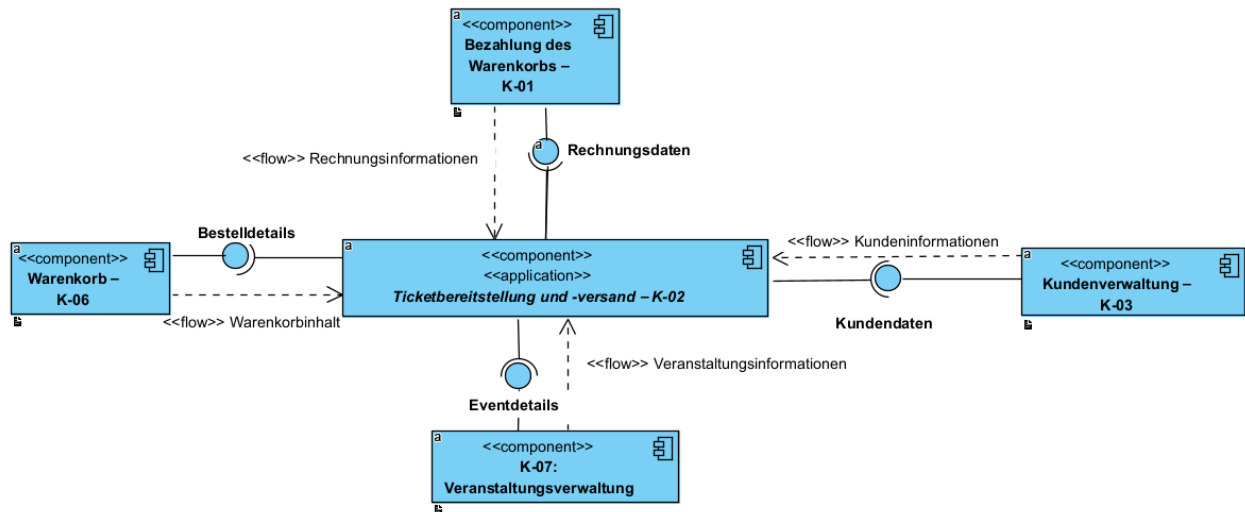 a
<<component>>
Bezahlung des
Warenkorbs –
K-01
<<flow>> Rechnungsinformationen
a
Rechnungsdaten
Bestelldetails
a
<<component>>
Warenkorb –
K-06
<<flow>> Warenkorbinhalt
a
<<component>>
<<application>>
Ticketbereitstellung und -versand – K-02
<<flow>> Kundeninformationen
Kundendaten
a
<<component>>
Kundenverwaltung –
K-03
<<flow>> Veranstaltungsinformationen
Eventdetails
a
<<component>>
K-07:
Veranstaltungsverwaltung